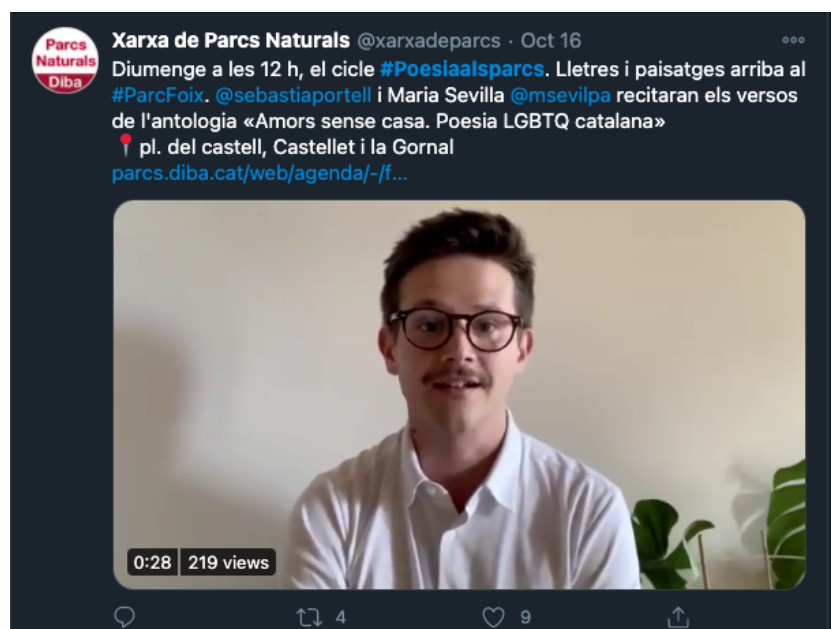 Parcs
Naturals
Diba
Xarxa de Parcs Naturals @xarxadeparcs · Oct 16
Diumenge a les 12 h, el cicle #Poesiaalsparcs. Lletres i paisatges arriba al
#ParcFoix. @sebastiaportell i Maria Sevilla @msevilpa recitaran els versos
de l'antologia «Amors sense casa. Poesia LGBTQ catalana»
📍 pl. del castell, Castellet i la Gornal
parcs.diba.cat/web/agenda/-/f...
0:28 219 views
4 9